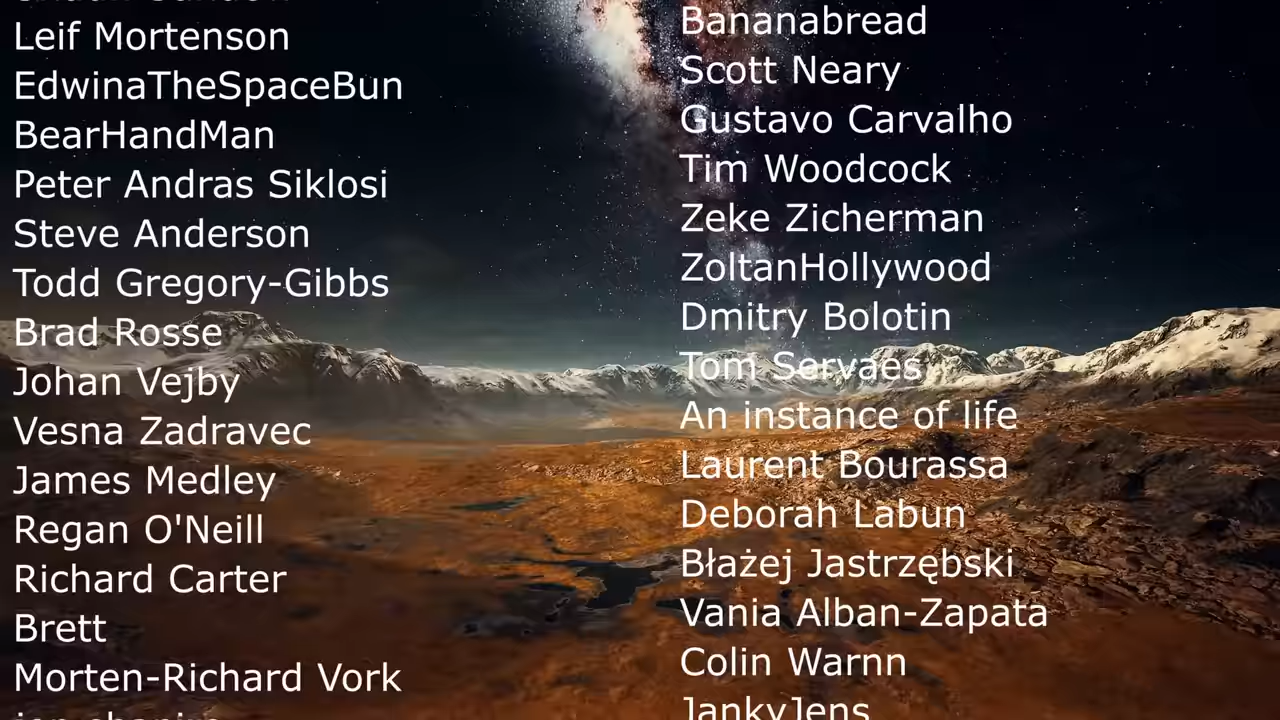 Leif Mortenson
EdwinaTheSpaceBun
BearHandMan
Peter Andras Siklosi
Steve Anderson
Todd Gregory-Gibbs
Brad Rosse
Johan Vejby
Vesna Zadravec
James Medley
Regan O'Neill
Richard Carter
Brett
Morten-Richard Vork
Bananabread
Scott Neary
Gustavo Carvalho
Tim Woodcock
Zeke Zicherman
ZoltanHollywood
Dmitry Bolotin
Tom Servaes
An instance of life
Laurent Bourassa
Deborah Labun
Błażej Jastrzębski
Vania Alban-Zapata
Colin Warnn
JankyJens